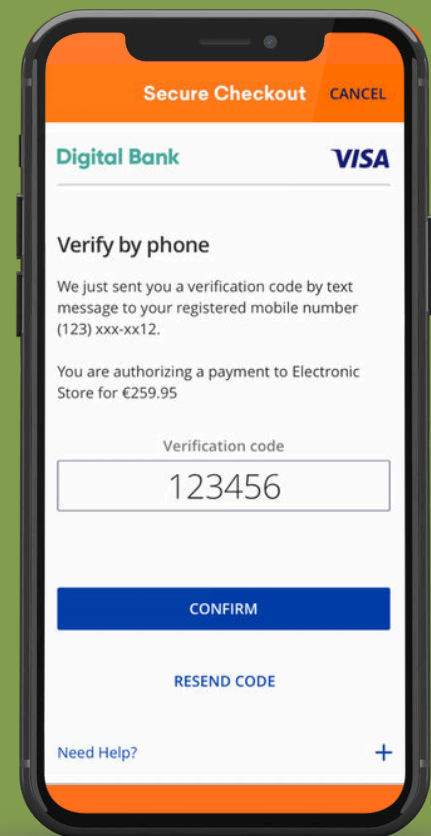 Secure Checkout CANCEL
Digital Bank VISA
Verify by phone
We just sent you a verification code by text
message to your registered mobile number
(123) xxx-xx12.
You are authorizing a payment to Electronic
Store for €259.95
Verification code
123456
CONFIRM
RESEND CODE
Need Help? +